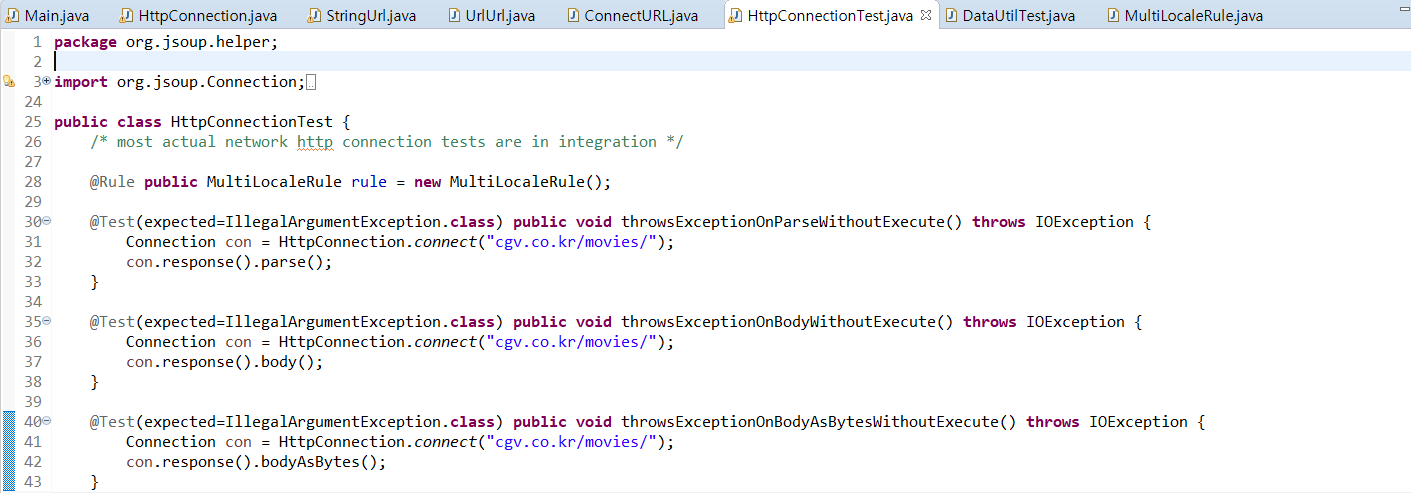 Main.java HttpConnection.java StringUrl.java UrlUrl.java ConnectURL.java HttpConnectionTest.java DataUtilTest.java MultiLocaleRule.java
1 package org.jsoup.helper;
2
3 import org.jsoup.Connection;
24
25 public class HttpConnectionTest {
26 /* most actual network http connection tests are in integration */
27
28 @Rule public MultiLocaleRule rule = new MultiLocaleRule();
29
30 @Test(expected=IllegalArgumentException.class) public void throwsExceptionOnParseWithoutExecute() throws IOException {
31 Connection con = HttpConnection.connect("cgv.co.kr/movies/");
32 con.response().parse();
33 }
34
35 @Test(expected=IllegalArgumentException.class) public void throwsExceptionOnBodyWithoutExecute() throws IOException {
36 Connection con = HttpConnection.connect("cgv.co.kr/movies/");
37 con.response().body();
38 }
39
40 @Test(expected=IllegalArgumentException.class) public void throwsExceptionOnBodyAsBytesWithoutExecute() throws IOException {
41 Connection con = HttpConnection.connect("cgv.co.kr/movies/");
42 con.response().bodyAsBytes();
43 }